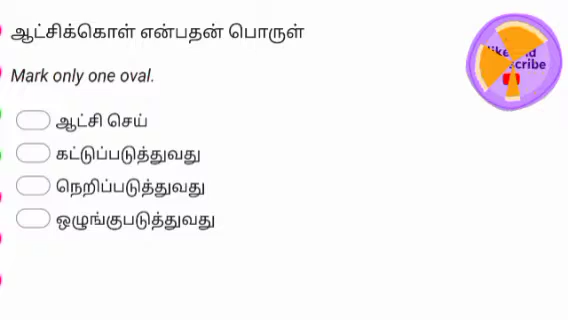 ஆட்சிக்கொள் என்பதன் பொருள்
Mark only one oval.
ஆட்சி செய்
கட்டுப்படுத்துவது
நெறிப்படுத்துவது
ஒழுங்குபடுத்துவது